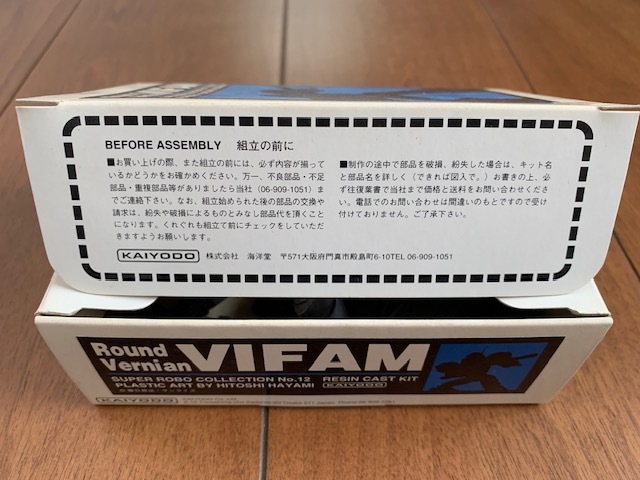 BEFORE ASSEMBLY 組立の前に
■お買い上げの際、また組立の前には、必ず内容が揃って
いるかどうかをお確かめください。万一、不良部品・不足
部品・重複部品等がありましたら当社 (06-909-1051) ま
でご連絡下さい。なお、組立始められた後の部品の交換や
請求は、紛失や破損によるものとみなし部品代を頂くこと
になります。くれぐれも組立て前にチェックをしていただ
きますようお願いします。
■制作の途中で部品を破損、紛失した場合は、キット名
と部品名を詳しく(できれば図入で。)お書きの上、必
ず往復葉書で当社まで価格と送料をお問い合わせくださ
い。電話でのお問い合わせは間違いのもとですので受け
付けておりません。ご了承下さい。
KAIYODO 株式会社 海洋堂 〒571大阪府門真市殿島町6-10TEL 06-909-1051
Round
Vernian VIFAM
SUPER ROBO COLLECTION No.12 RESIN CAST KIT
PLASTIC ART BY HITOSHI HAYAMI KAIYODO
KAIYODO